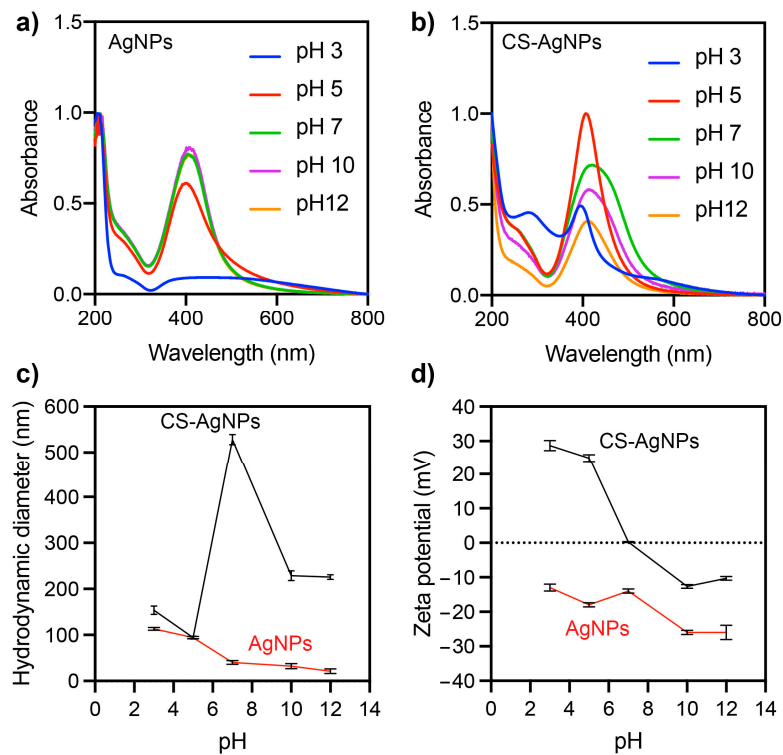 a)
AgNPs
pH 3
pH 5
pH 7
pH 10
pH12
1.5
1.0
0.5
0.0
Absorbance
200
400
600
800
Wavelength (nm)
b)
CS-AgNPs
pH 3
pH 5
pH 7
pH 10
pH12
1.5
1.0
0.5
0.0
Absorbance
200
400
600
800
Wavelength (nm)
c)
CS-AgNPs
AgNPs
600
500
400
300
200
100
0
Hydrodynamic diameter (nm)
0 2 4 6 8 10 12 14
pH
d)
CS-AgNPs
AgNPs
40
30
20
10
0
−10
−20
−30
−40
Zeta potential (mV)
0 2 4 6 8 10 12 14
pH